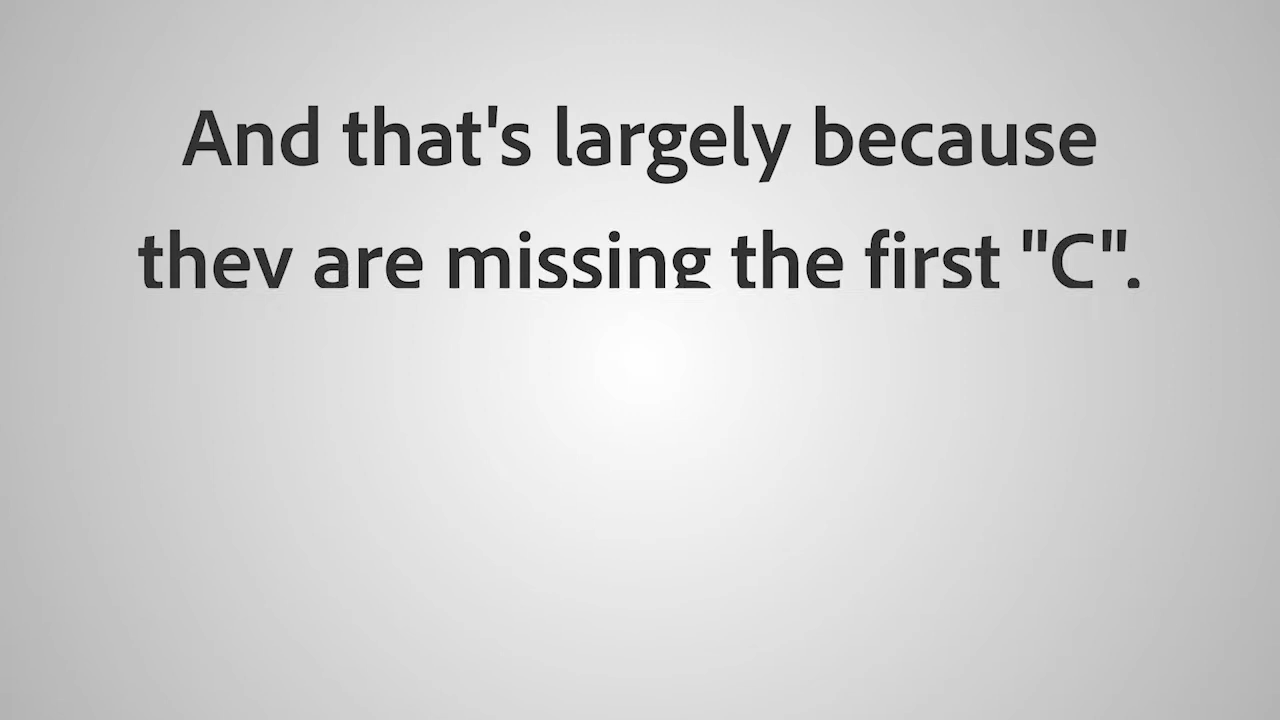 And that's largely because
they are missing the first "C".